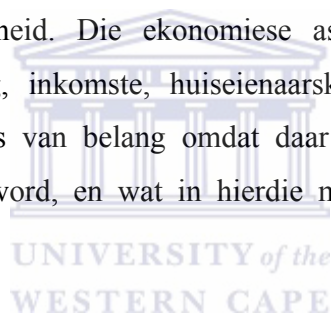 heid. Die ekonomiese as
, inkomste, huiseienaarsk
s van belang omdat daar
word, en wat in hierdie
UNIVERSITY of the
WESTERN CAPE